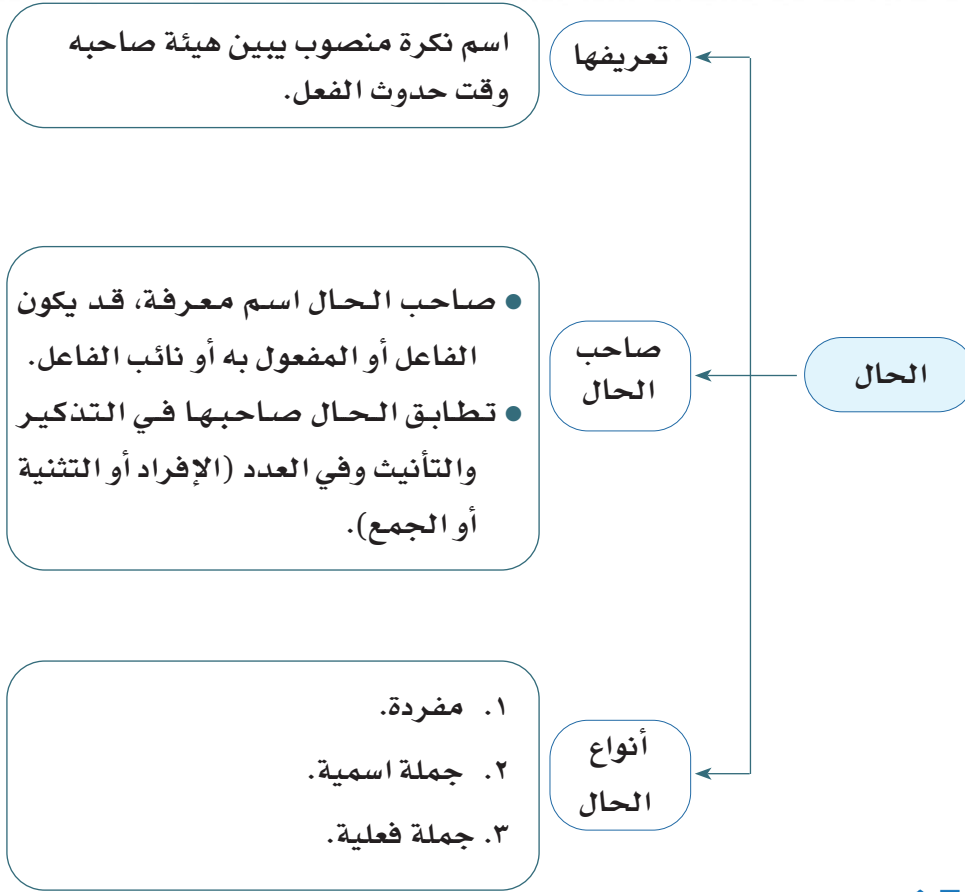 الحال
تعريفها
اسم نكرة منصوب يبين هيئة صاحبه
وقت حدوث الفعل.
صاحب
الحال
● صاحب الحال اسم معرفة، قد يكون
الفاعل أو المفعول به أو نائب الفاعل.
● تطابق الحال صاحبها في التذكير
والتأنيث وفي العدد (الإفراد أو التثنية
أو الجمع).
أنواع
الحال
١. مفردة.
٢. جملة اسمية.
٣. جملة فعلية.